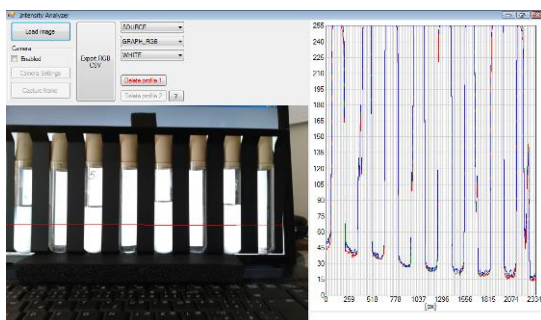 Intensity Analyzer
Load image
SOURCE
GRAPH_RGB
WHITE
Camera
Enabled
Export RGB
CSV
Camera Settings
Capture frame
Delete profile 1
Delete profile 2
?
255
240
225
210
195
180
165
150
135
120
105
90
75
60
45
30
15
0 259 518 778 1037 1296 1556 1815 2074 2334
[px]
5